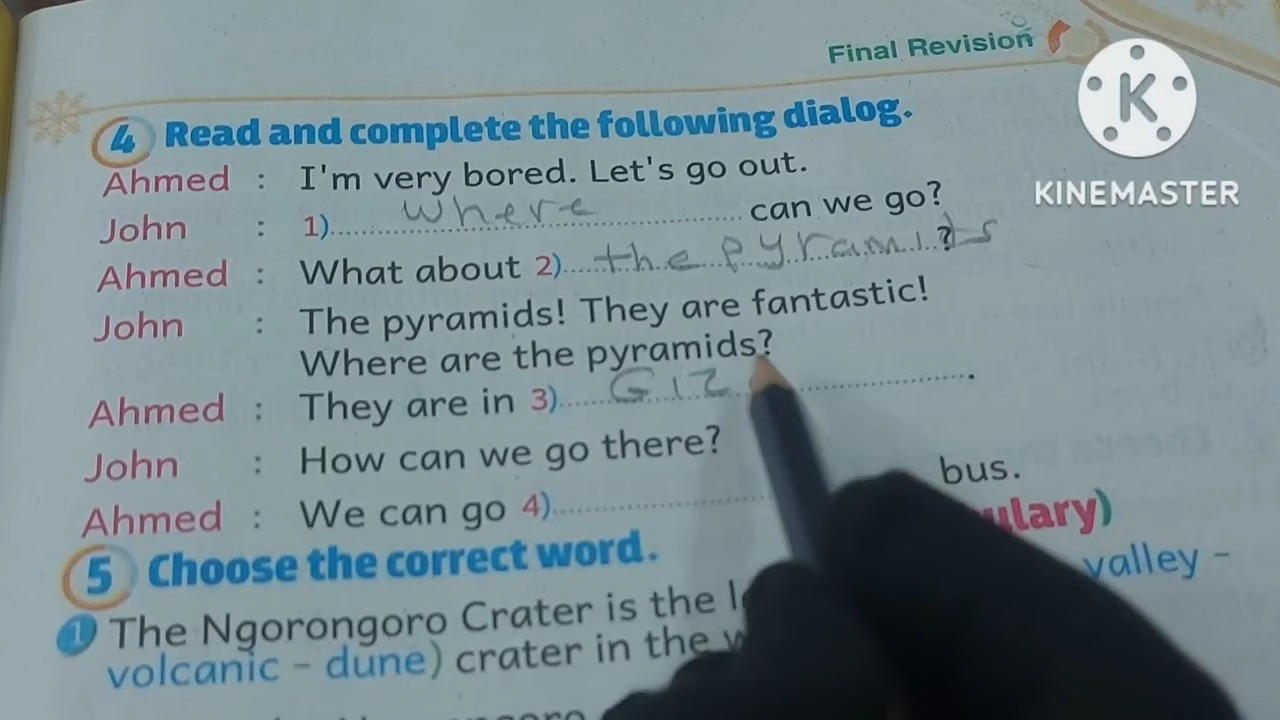 Final Revision
K
KINEMASTER
4 Read and complete the following dialog.
Ahmed : I'm very bored. Let's go out.
John : 1) where can we go?
Ahmed : What about 2) the pyramits ?
John : The pyramids! They are fantastic!
Where are the pyramids?
Ahmed : They are in 3) Giz .
John : How can we go there?
Ahmed : We can go 4) bus.
5 Choose the correct word. ulary)
1 The Ngorongoro Crater is the valley -
volcanic - dune) crater in the